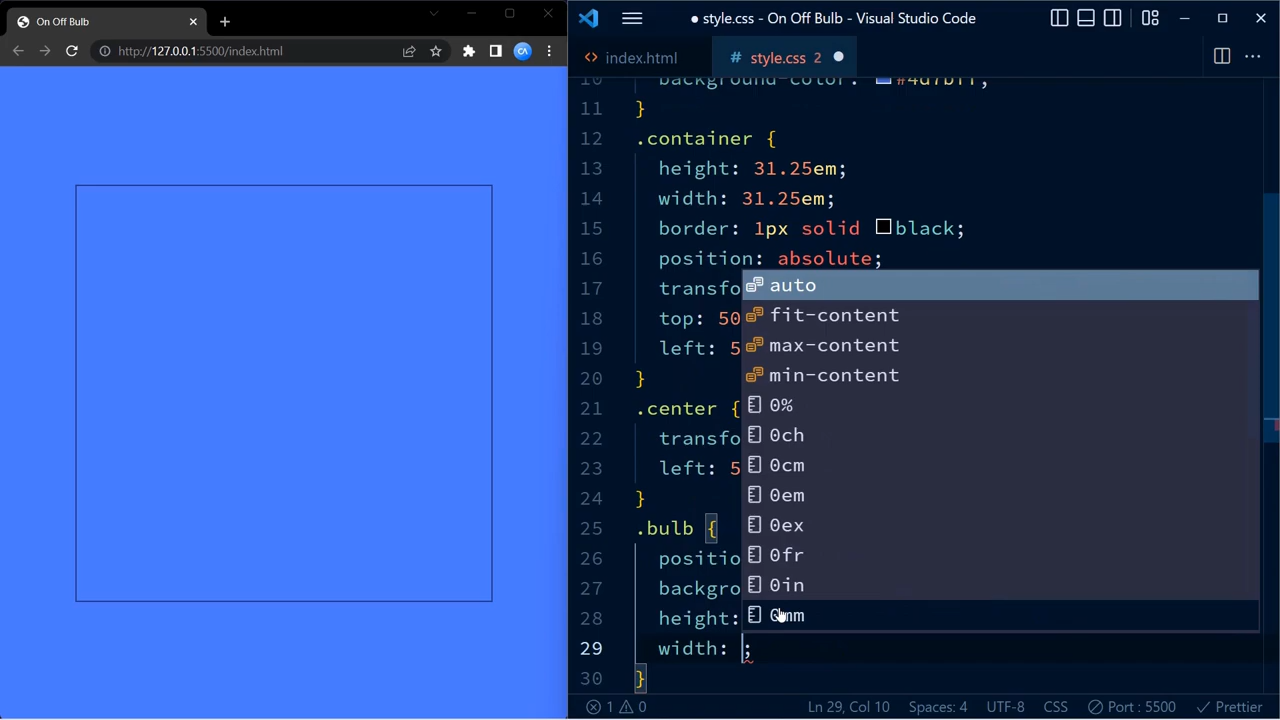 On Off Bulb
http://127.0.0.1:5500/index.html
style.css - On Off Bulb - Visual Studio Code
index.html
# style.css 2
10 background-color: #4d7bff;
11 }
12 .container {
13 height: 31.25em;
14 width: 31.25em;
15 border: 1px solid black;
16 position: absolute;
17 transfo
18 top: 50
19 left: 5
20 }
21 .center {
22 transfo
23 left: 5
24 }
25 .bulb {
26 positio
27 backgro
28 height:
29 width: ;
30 }
auto
fit-content
max-content
min-content
0%
0ch
0cm
0em
0ex
0fr
0in
0mm
1 0
Ln 29, Col 10
Spaces: 4
UTF-8
CSS
Port : 5500
Prettier